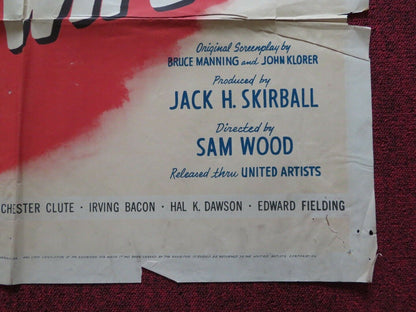 Original Screenplay by
BRUCE MANNING and JOHN KLORER
Produced by
JACK H. SKIRBALL
Directed by
SAM WOOD
Released thru UNITED ARTISTS
CHESTER CLUTE · IRVING BACON · HAL K. DAWSON · EDWARD FIELDING